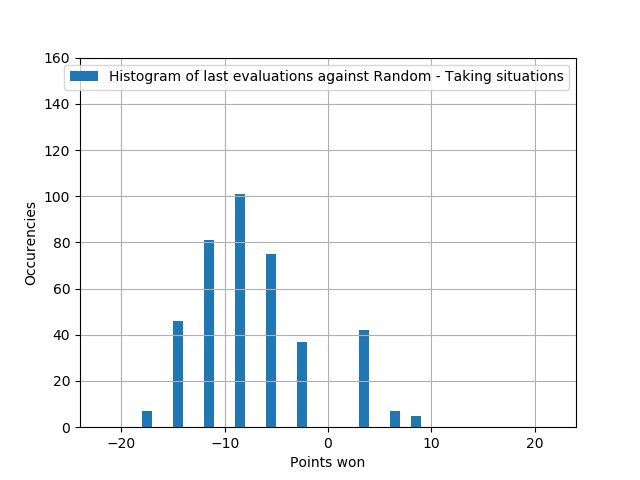 Histogram of last evaluations against Random - Taking situations
160
140
120
100
80
60
40
20
0
Occurencies
−20 −10 0 10 20
Points won